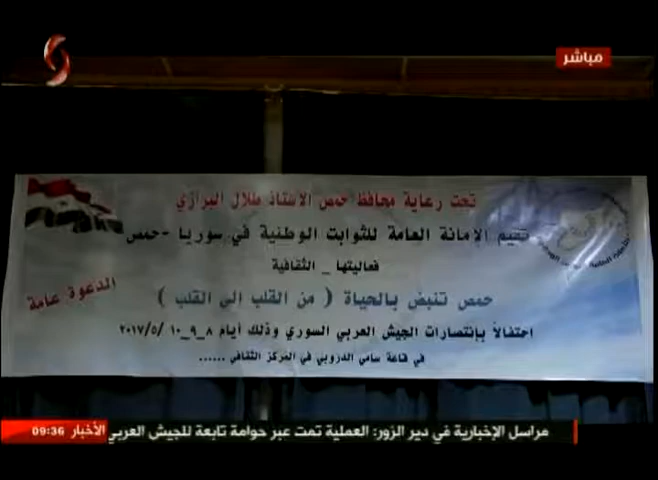 مباشر
تحت رعاية محافظ حمص الاستاذ طلال البرازي
تقيم الامانة العامة للثوابت الوطنية في سوريا -حمص
فعاليتها _ الثقافية
حمص تنبض بالحياة ( من القلب الى القلب )
الدعوة عامة
احتفالاً بإنتصارات الجيش العربي السوري وذلك أيام ٨_٩_١٠ /٢٠١٧/٥
في قاعة سامي الدروبي في المركز الثقافي ......
مراسل الإخبارية في دير الزور: العملية تمت عبر حوامة تابعة للجيش العربي
الأخبار 09:36